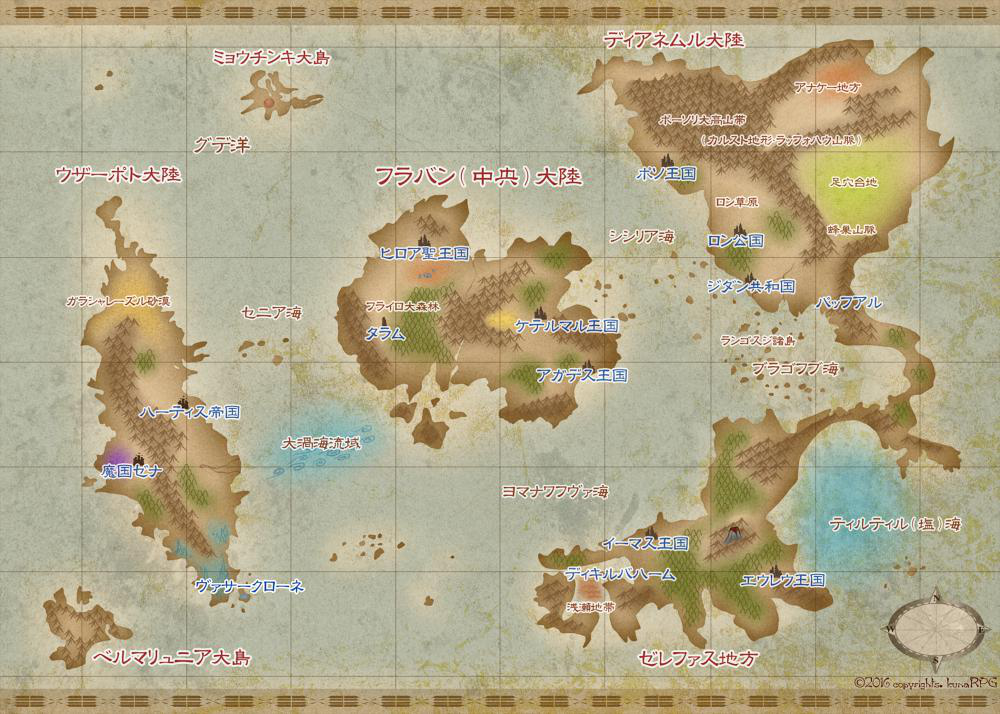 ディアネムル大陸
ミョウチンキ大島
アナケー地方
ボーソリ大高山帯
(カルスト地形・ラッフォハウ山脈)
グデ洋
ウザーポト大陸
フラバン(中央)大陸
ボソ王国
足穴台地
ロン草原
蜂巣山脈
シシリア海
ロン公国
ヒロア聖王国
ジダン共和国
バッフアル
ガラシャレーズル砂漠
フライロ大森林
セニア海
ケテルマル王国
タラム
ランゴスジ諸島
ブラゴフブ海
アガデス王国
ハーティス帝国
大渦海流域
魔国ゼナ
ヨマナワフヴァ海
ティルティル(塩)海
イーマス王国
ディキルバハーム
エウレウ王国
ヴァサークローネ
浅瀬地帯
N
W
E
S
ベルマリュニア大島
ゼレファス地方
©2016 copyrights. kunaRPG